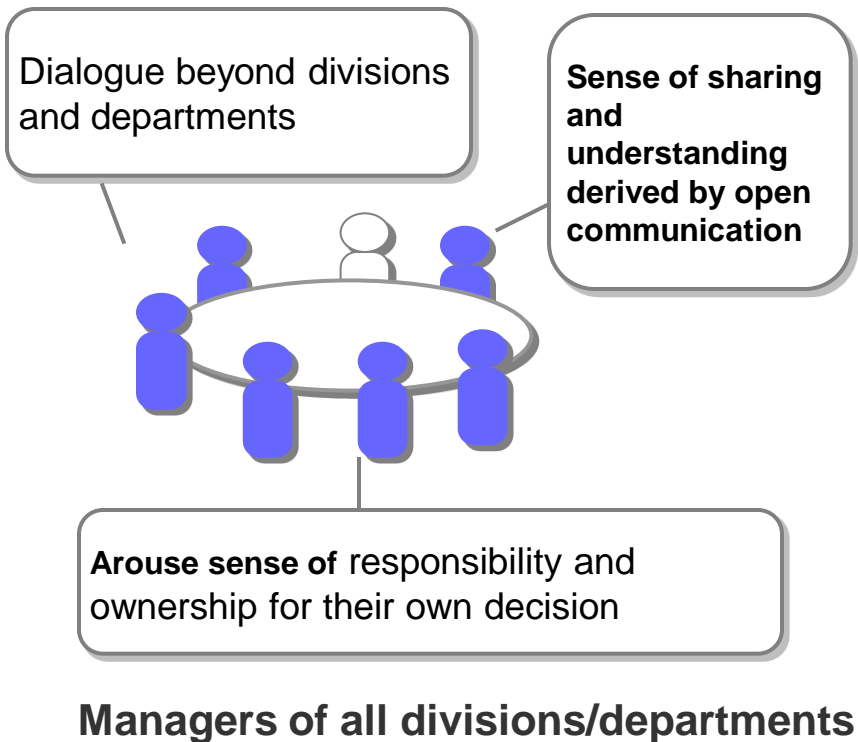 Dialogue beyond divisions
and departments
Sense of sharing
and
understanding
derived by open
communication
Arouse sense of responsibility and
ownership for their own decision
Managers of all divisions/departments